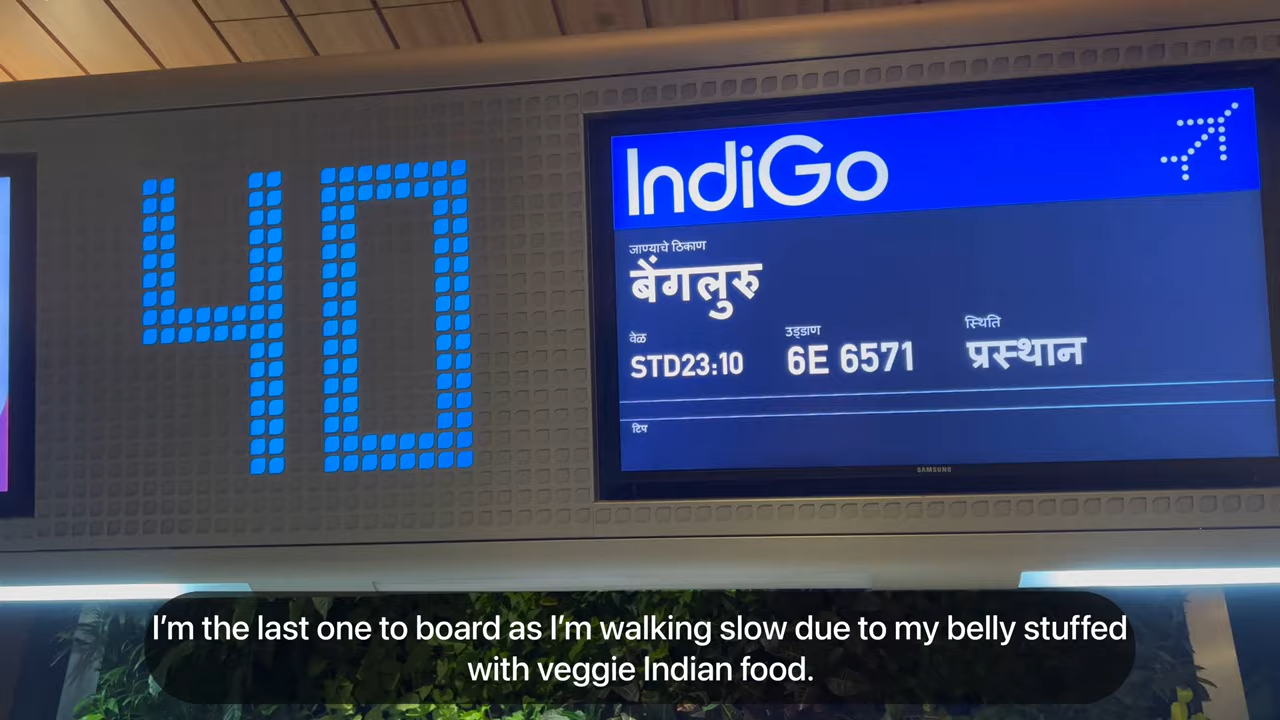 40
IndiGo
जाण्याचे ठिकाण
बेंगलुरु
वेळ
उड्डाण
स्थिति
STD23:10
6E 6571
प्रस्थान
टिप
SAMSUNG
I'm the last one to board as I'm walking slow due to my belly stuffed
with veggie Indian food.